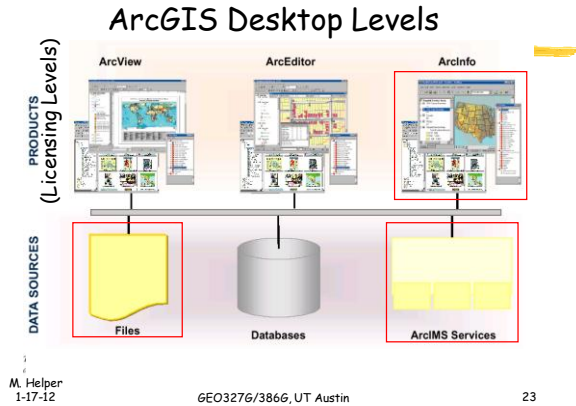 ArcGIS Desktop Levels
ArcView
ArcEditor
ArcInfo
PRODUCTS
(Licensing Levels)
DATA SOURCES
Files
Databases
ArcIMS Services
M. Helper
1-17-12
GEO327G/386G, UT Austin
23